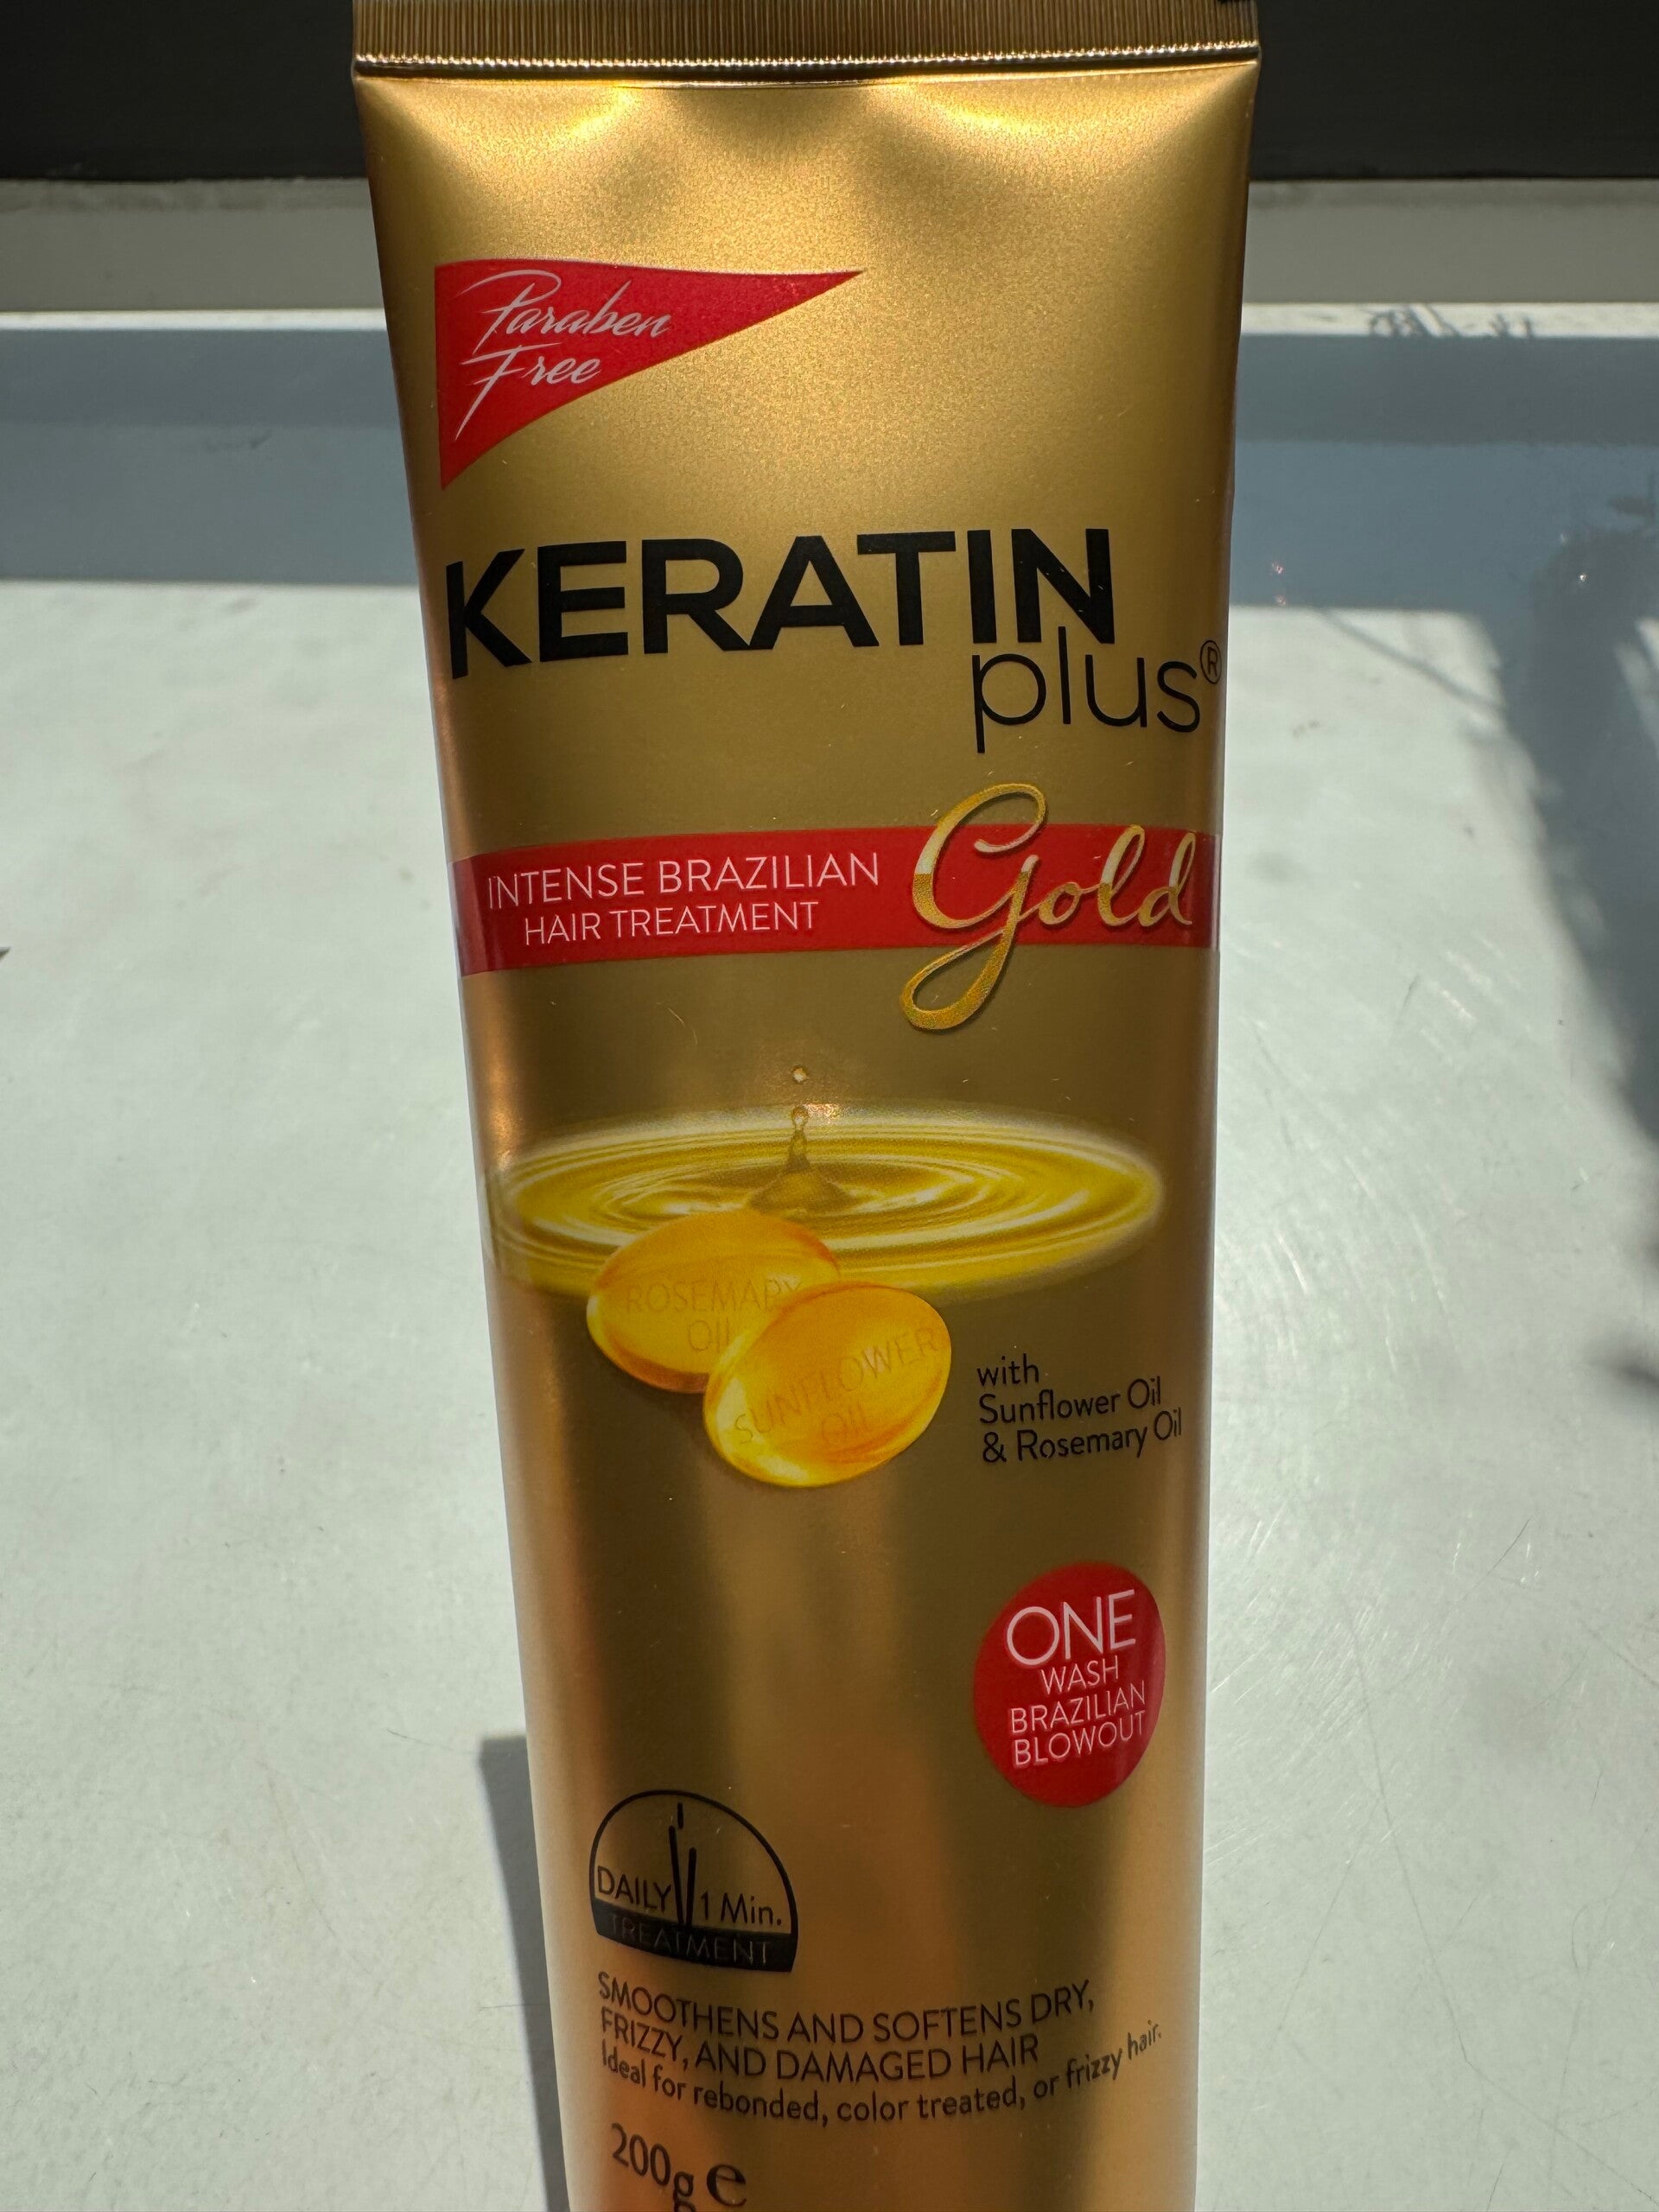 Paraben
Free
KERATIN
plus®
INTENSE BRAZILIAN
HAIR TREATMENT
Gold
ROSEMARY
OIL
SUNFLOWER
OIL
with
Sunflower Oil
& Rosemary Oil
ONE
WASH
BRAZILIAN
BLOWOUT
DAILY 1 Min.
TREATMENT
SMOOTHENS AND SOFTENS DRY,
FRIZZY, AND DAMAGED HAIR
Ideal for rebonded, color treated, or frizzy hair.
200g e